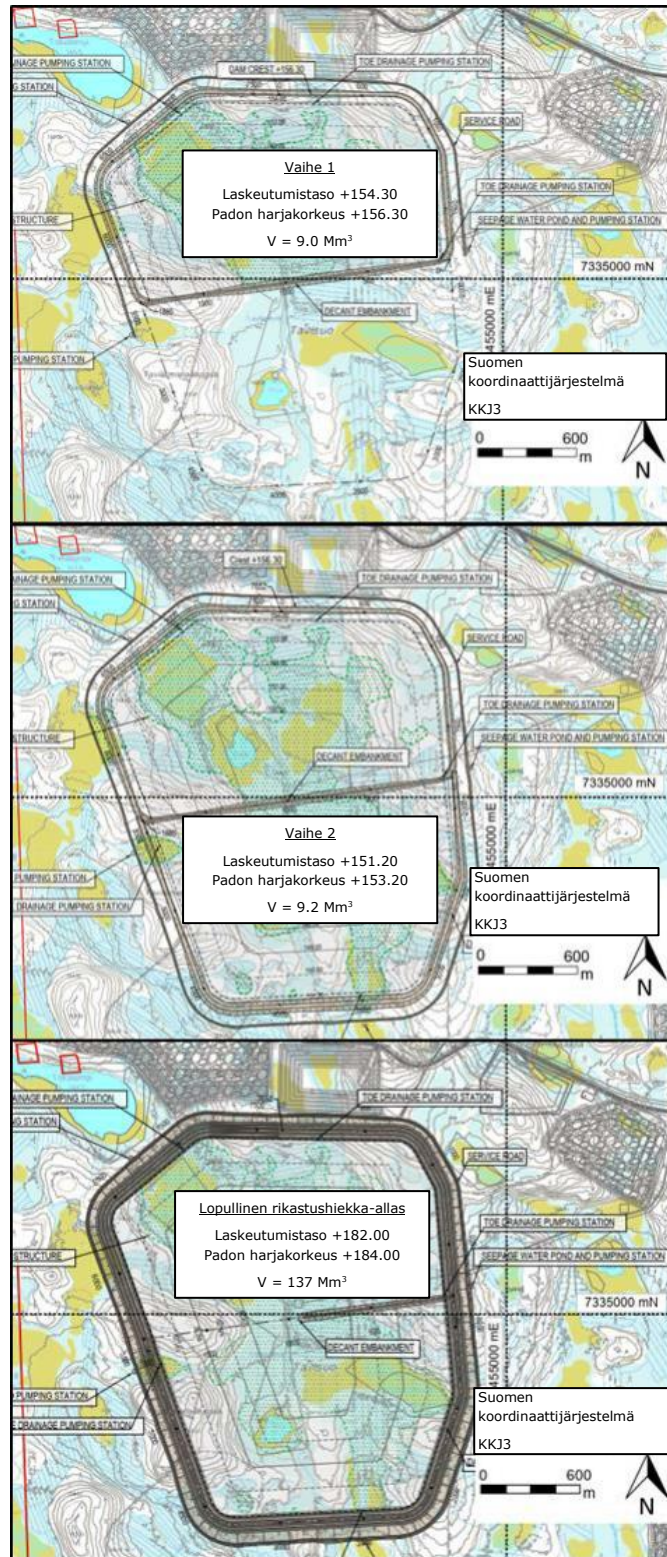 AINAGE PUMPING STATION
DAM CREST +156.30
TOE DRAINAGE PUMPING STATION
NG STATION
SERVICE ROAD
Vaihe 1
Laskeutumistaso +154.30
Padon harjakorkeus +156.30
V = 9.0 Mm³
TOE DRAINAGE PUMPING STATION
STRUCTURE
SEEPAGE WATER POND AND PUMPING STATION
7335000 mN
DECANT EMBANKMENT
455000 mE
PUMPING STATION
Suomen
koordinaattijärjestelmä
KKJ3
0 600
m
N
Crest +156.30
AINAGE PUMPING STATION
TOE DRAINAGE PUMPING STATION
NG STATION
SERVICE ROAD
TOE DRAINAGE PUMPING STATION
STRUCTURE
SEEPAGE WATER POND AND PUMPING STATION
DECANT EMBANKMENT
7335000 mN
Vaihe 2
Laskeutumistaso +151.20
Padon harjakorkeus +153.20
V = 9.2 Mm³
455000 mE
PUMPING STATION
DRAINAGE PUMPING STATION
Suomen
koordinaattijärjestelmä
KKJ3
0 600
m
N
AINAGE PUMPING STATION
TOE DRAINAGE PUMPING STATION
NG STATION
SERVICE ROAD
Lopullinen rikastushiekka-allas
Laskeutumistaso +182.00
Padon harjakorkeus +184.00
V = 137 Mm³
TOE DRAINAGE PUMPING STATION
STRUCTURE
SEEPAGE WATER POND AND PUMPING STATION
7335000 mN
DECANT EMBANKMENT
455000 mE
PUMPING STATION
E DRAINAGE PUMPING STATION
Suomen
koordinaattijärjestelmä
KKJ3
0 600
m
N